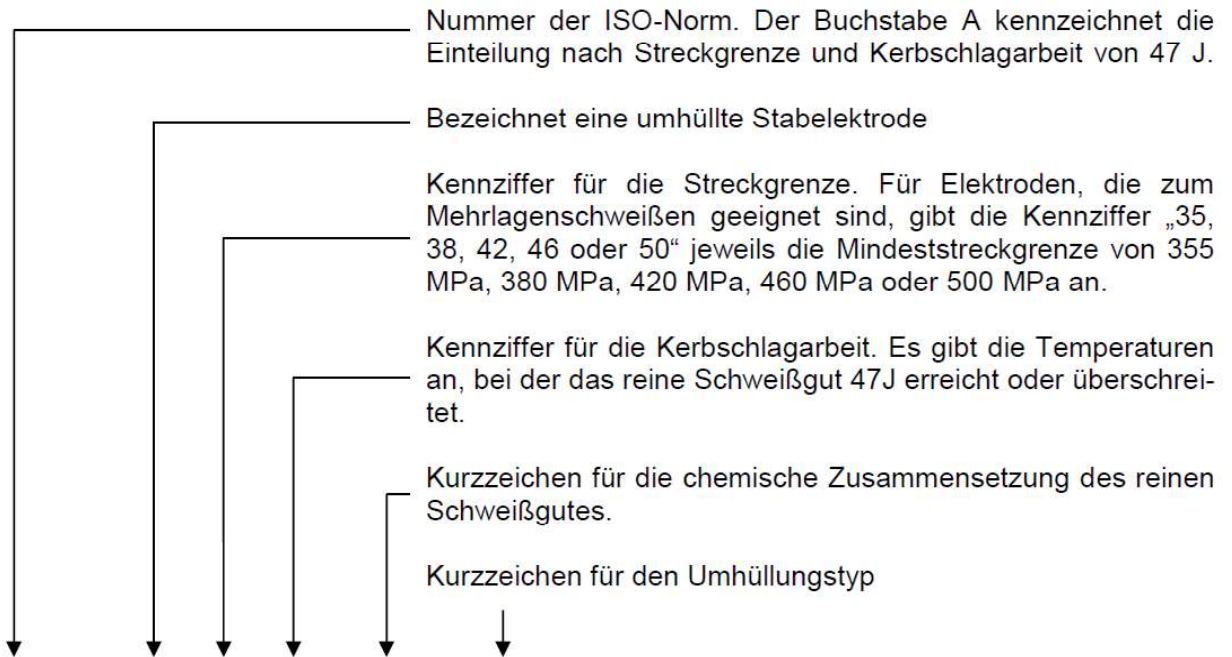 Nummer der ISO-Norm. Der Buchstabe A kennzeichnet die
Einteilung nach Streckgrenze und Kerbschlagarbeit von 47 J.
Bezeichnet eine umhüllte Stabelektrode
Kennziffer für die Streckgrenze. Für Elektroden, die zum
Mehrlagenschweißen geeignet sind, gibt die Kennziffer „35,
38, 42, 46 oder 50“ jeweils die Mindeststreckgrenze von 355
MPa, 380 MPa, 420 MPa, 460 MPa oder 500 MPa an.
Kennziffer für die Kerbschlagarbeit. Es gibt die Temperaturen
an, bei der das reine Schweißgut 47J erreicht oder überschrei-
tet.
Kurzzeichen für die chemische Zusammensetzung des reinen
Schweißgutes.
Kurzzeichen für den Umhüllungstyp